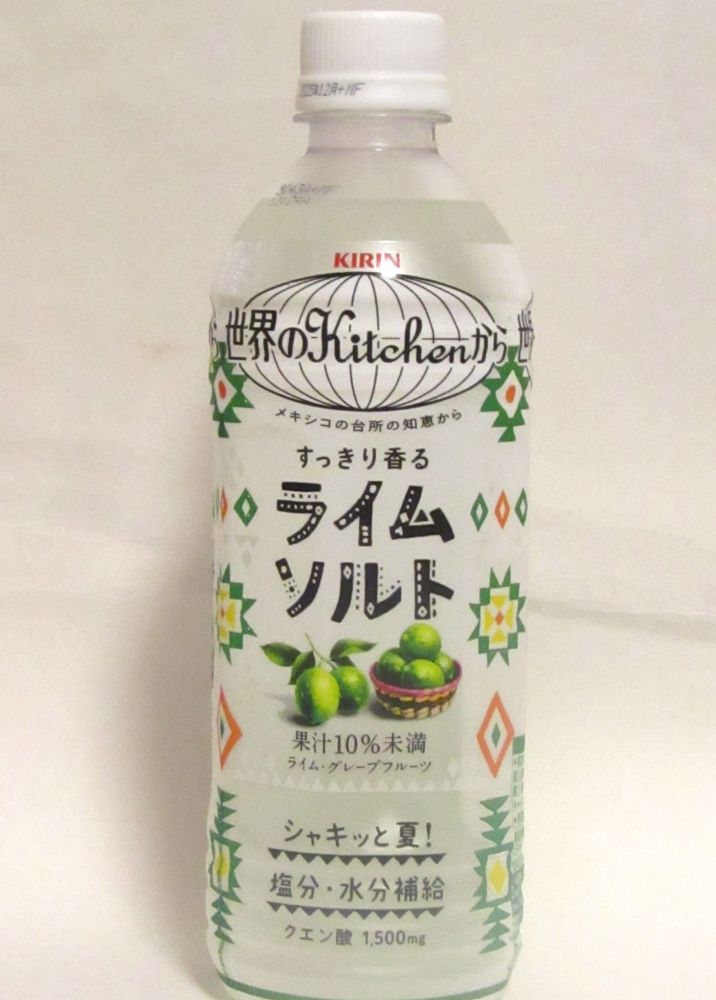 KIRIN
世界のKitchenから
メキシコの台所の知恵から
すっきり香る
ライム
ソルト
果汁10%未満
ライム・グレープフルーツ
シャキッと夏!
塩分・水分補給
クエン酸 1,500mg